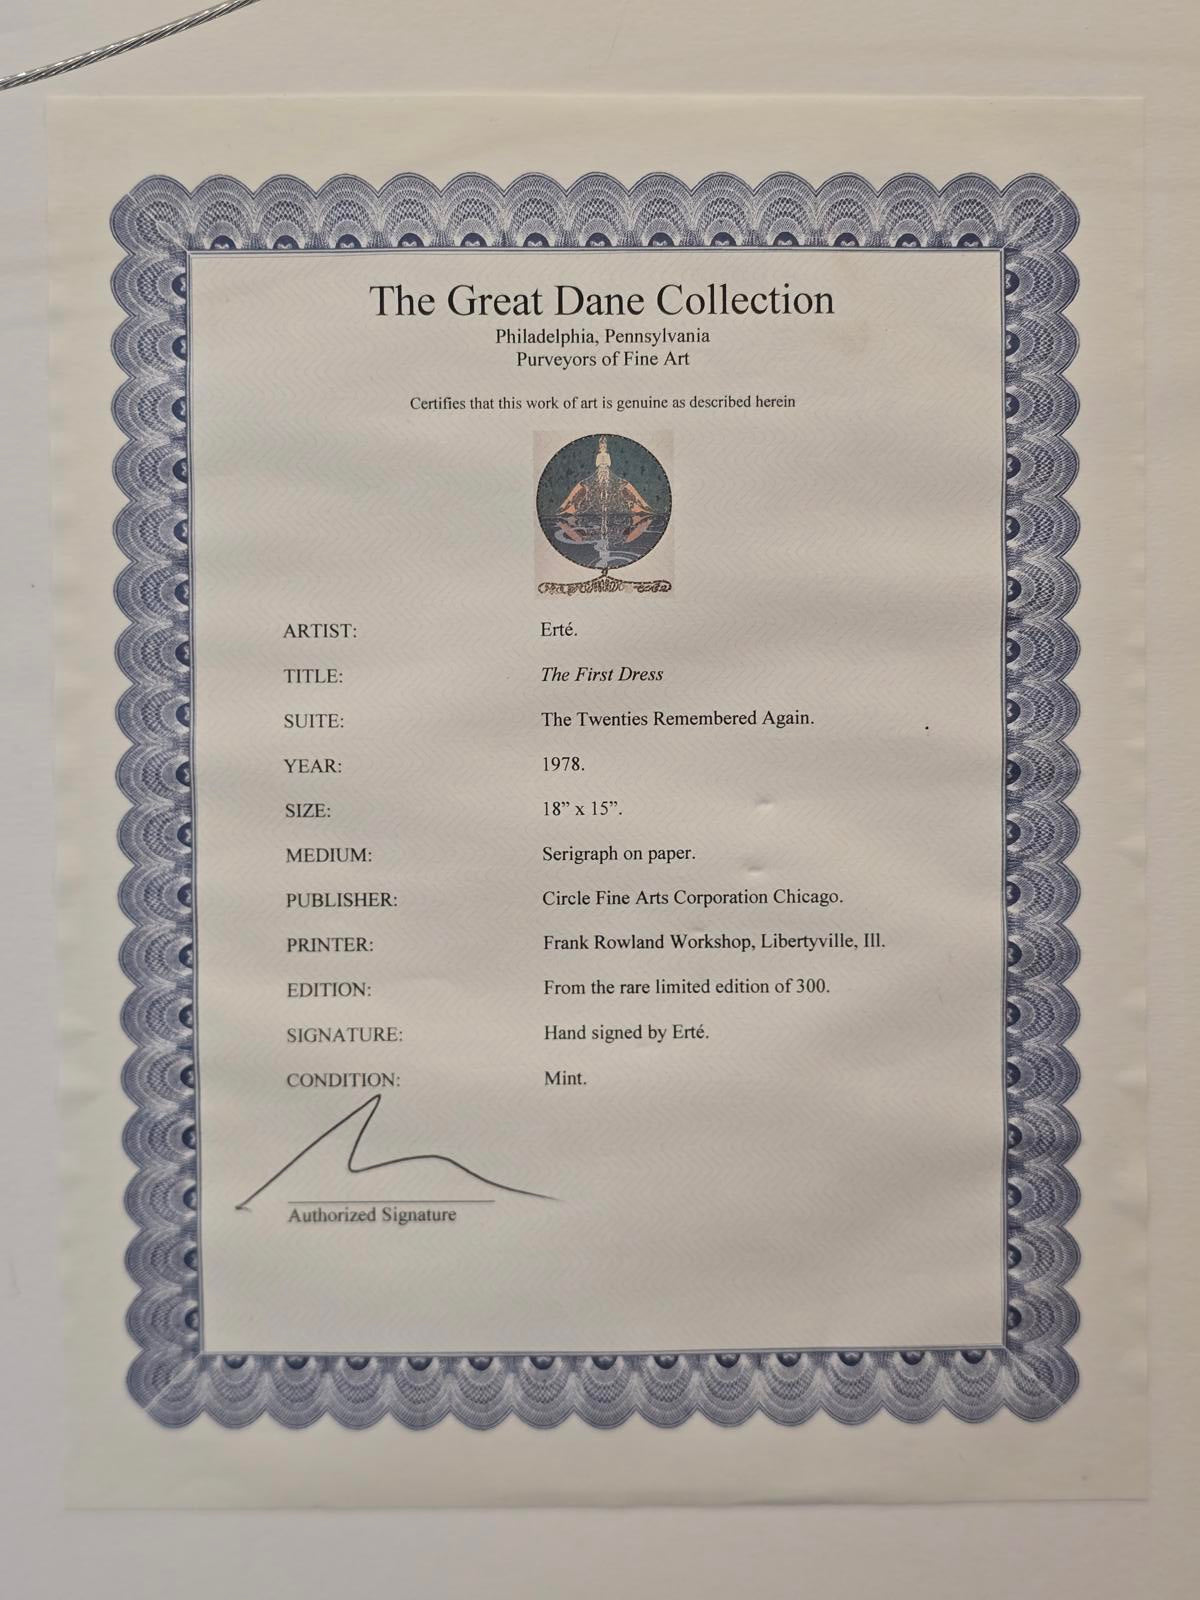 The Great Dane Collection
Philadelphia, Pennsylvania
Purveyors of Fine Art
Certifies that this work of art is genuine as described herein
ARTIST: Erté.
TITLE: The First Dress
SUITE: The Twenties Remembered Again.
YEAR: 1978.
SIZE: 18” x 15”.
MEDIUM: Serigraph on paper.
PUBLISHER: Circle Fine Arts Corporation Chicago.
PRINTER: Frank Rowland Workshop, Libertyville, Ill.
EDITION: From the rare limited edition of 300.
SIGNATURE: Hand signed by Erté.
CONDITION: Mint.
Authorized Signature